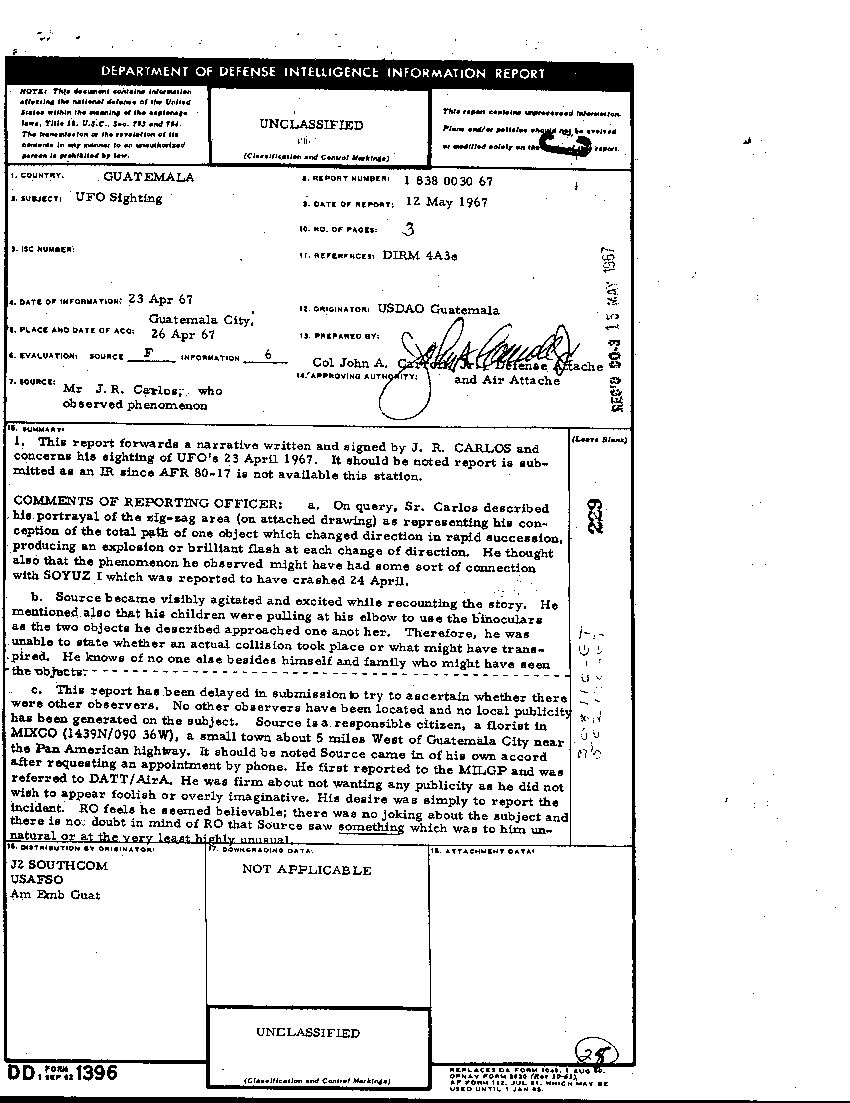 DEPARTMENT OF DEFENSE INTELLIGENCE INFORMATION REPORT
NOTE: This document contains information
affecting the national defense of the United
States within the meaning of the espionage
laws, Title 18, U.S.C., Sec. 793 and 794.
The transmission or the revelation of its
contents in any manner to an unauthorized
person is prohibited by law.
UNCLASSIFIED
(Classification and Control Markings)
This report contains unprocessed information.
Plans and/or policies should not be evolved
or modified solely on the report.
1. COUNTRY: GUATEMALA
8. REPORT NUMBER: 1 838 0030 67
2. SUBJECT: UFO Sighting
9. DATE OF REPORT: 12 May 1967
10. NO. OF PAGES: 3
3. ISC NUMBER:
11. REFERENCES: DIRM 4A3e
4. DATE OF INFORMATION: 23 Apr 67
12. ORIGINATOR: USDAO Guatemala
5. PLACE AND DATE OF ACQ: Guatemala City,
26 Apr 67
13. PREPARED BY:
6. EVALUATION: SOURCE F INFORMATION 6
Col John A. Defense Attache
and Air Attache
14. APPROVING AUTHORITY:
7. SOURCE: Mr J.R. Carlos, who
observed phenomenon
REC'D DO-3 15 MAY 1967
15. SUMMARY:
(Leave Blank)
1. This report forwards a narrative written and signed by J. R. CARLOS and
concerns his sighting of UFO's 23 April 1967. It should be noted report is sub-
mitted as an IR since AFR 80-17 is not available this station.
COMMENTS OF REPORTING OFFICER: a. On query, Sr. Carlos described
his portrayal of the zig-zag area (on attached drawing) as representing his con-
ception of the total path of one object which changed direction in rapid succession,
producing an explosion or brilliant flash at each change of direction. He thought
also that the phenomenon he observed might have had some sort of connection
with SOYUZ I which was reported to have crashed 24 April.
229
b. Source became visibly agitated and excited while recounting the story. He
mentioned also that his children were pulling at his elbow to use the binoculars
as the two objects he described approached one anot her. Therefore, he was
unable to state whether an actual collision took place or what might have trans-
pired. He knows of no one else besides himself and family who might have seen
the objects.
c. This report has been delayed in submission to try to ascertain whether there
were other observers. No other observers have been located and no local publicity
has been generated on the subject. Source is a responsible citizen, a florist in
MIXCO (1439N/090 36W), a small town about 5 miles West of Guatemala City near
the Pan American highway. It should be noted Source came in of his own accord
after requesting an appointment by phone. He first reported to the MILGP and was
referred to DATT/AirA. He was firm about not wanting any publicity as he did not
wish to appear foolish or overly imaginative. His desire was simply to report the
incident. RO feels he seemed believable; there was no joking about the subject and
there is no doubt in mind of RO that Source saw something which was to him un-
natural or at the very least highly unusual.
16. DISTRIBUTION BY ORIGINATOR:
17. DOWNGRADING DATA:
18. ATTACHMENT DATA:
J2 SOUTHCOM
USAFSO
Am Emb Guat
NOT APPLICABLE
UNCLASSIFIED
(Classification and Control Markings)
28
DD FORM 1 SEP 62 1396
REPLACES DA FORM 1048, 1 AUG 60.
OPNAV FORM 3820 (Rev 10-61),
AF FORM 112, JUL 61, WHICH MAY BE
USED UNTIL 1 JAN 63.